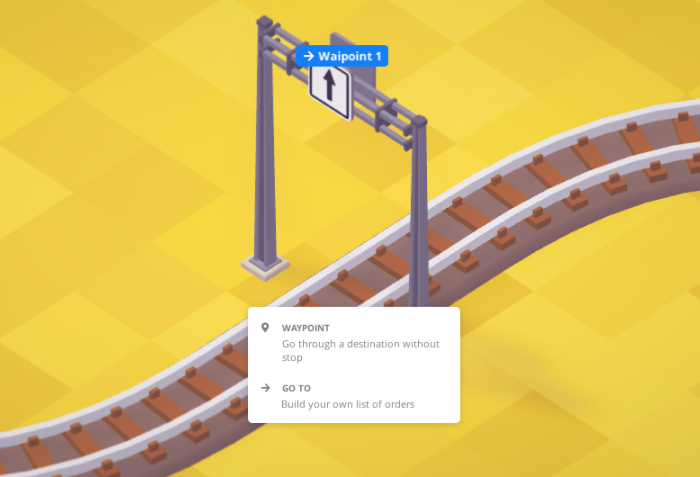 → Waipoint 1
WAYPOINT
Go through a destination without
stop
→ GO TO
Build your own list of orders